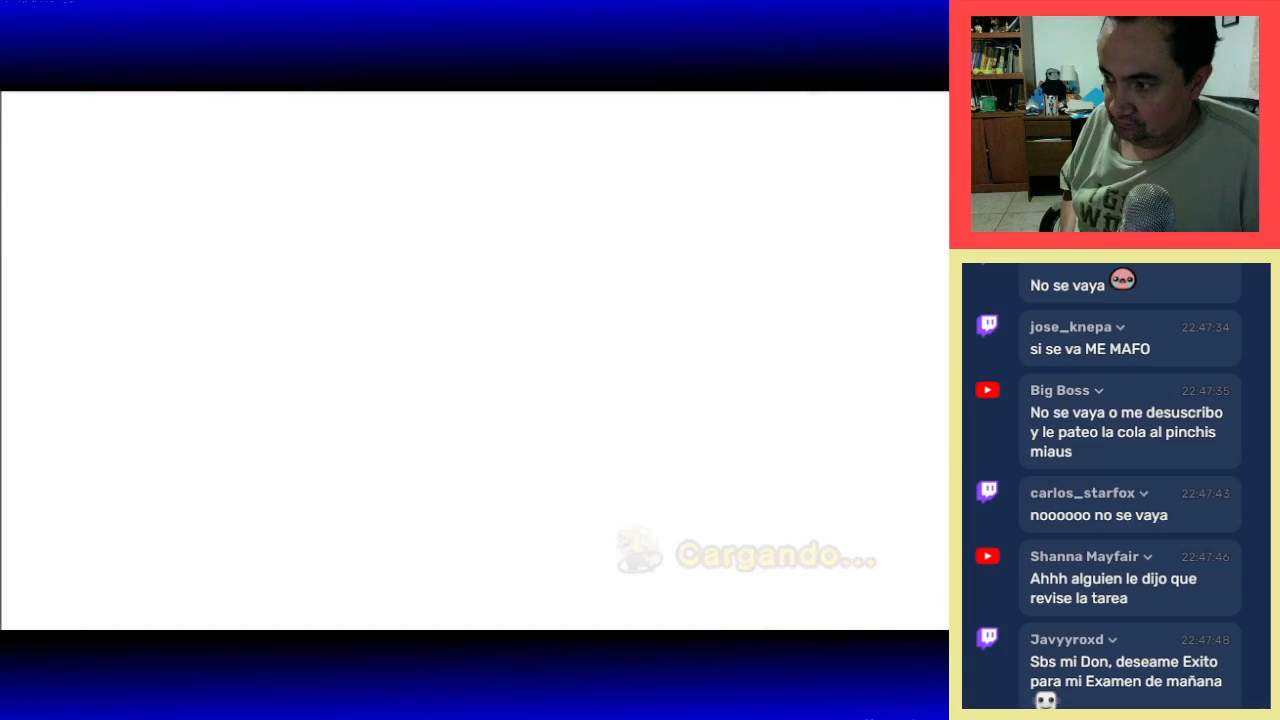 Cargando...
No se vaya
jose_knepa
22:47:34
si se va ME MAFO
Big Boss
22:47:35
No se vaya o me desuscribo
y le pateo la cola al pinchis
miaus
carlos_starfox
22:47:43
noooooo no se vaya
Shanna Mayfair
22:47:46
Ahhh alguien le dijo que
revise la tarea
Javyyroxd
22:47:48
Sbs mi Don, deseame Exito
para mi Examen de mañana